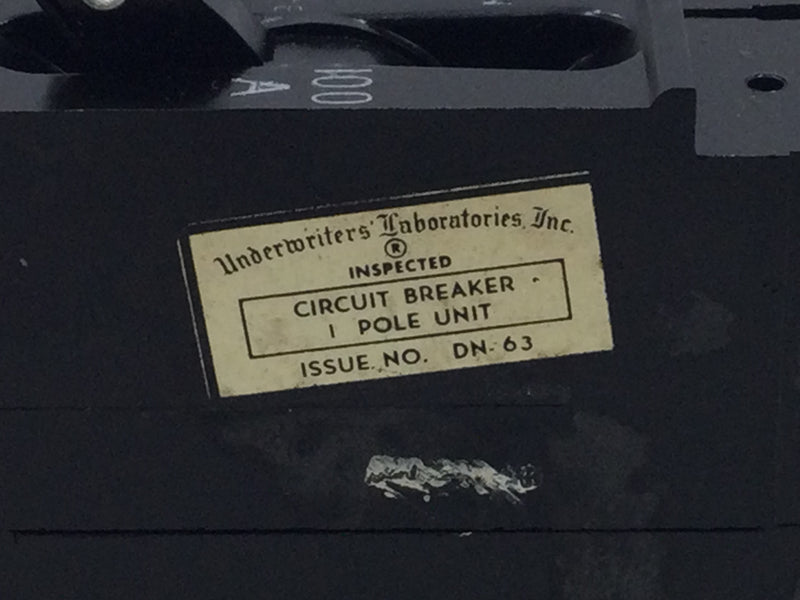 100
A
Underwriters' Laboratories, Inc.
®
INSPECTED
CIRCUIT BREAKER
1 POLE UNIT
ISSUE NO. DN-63